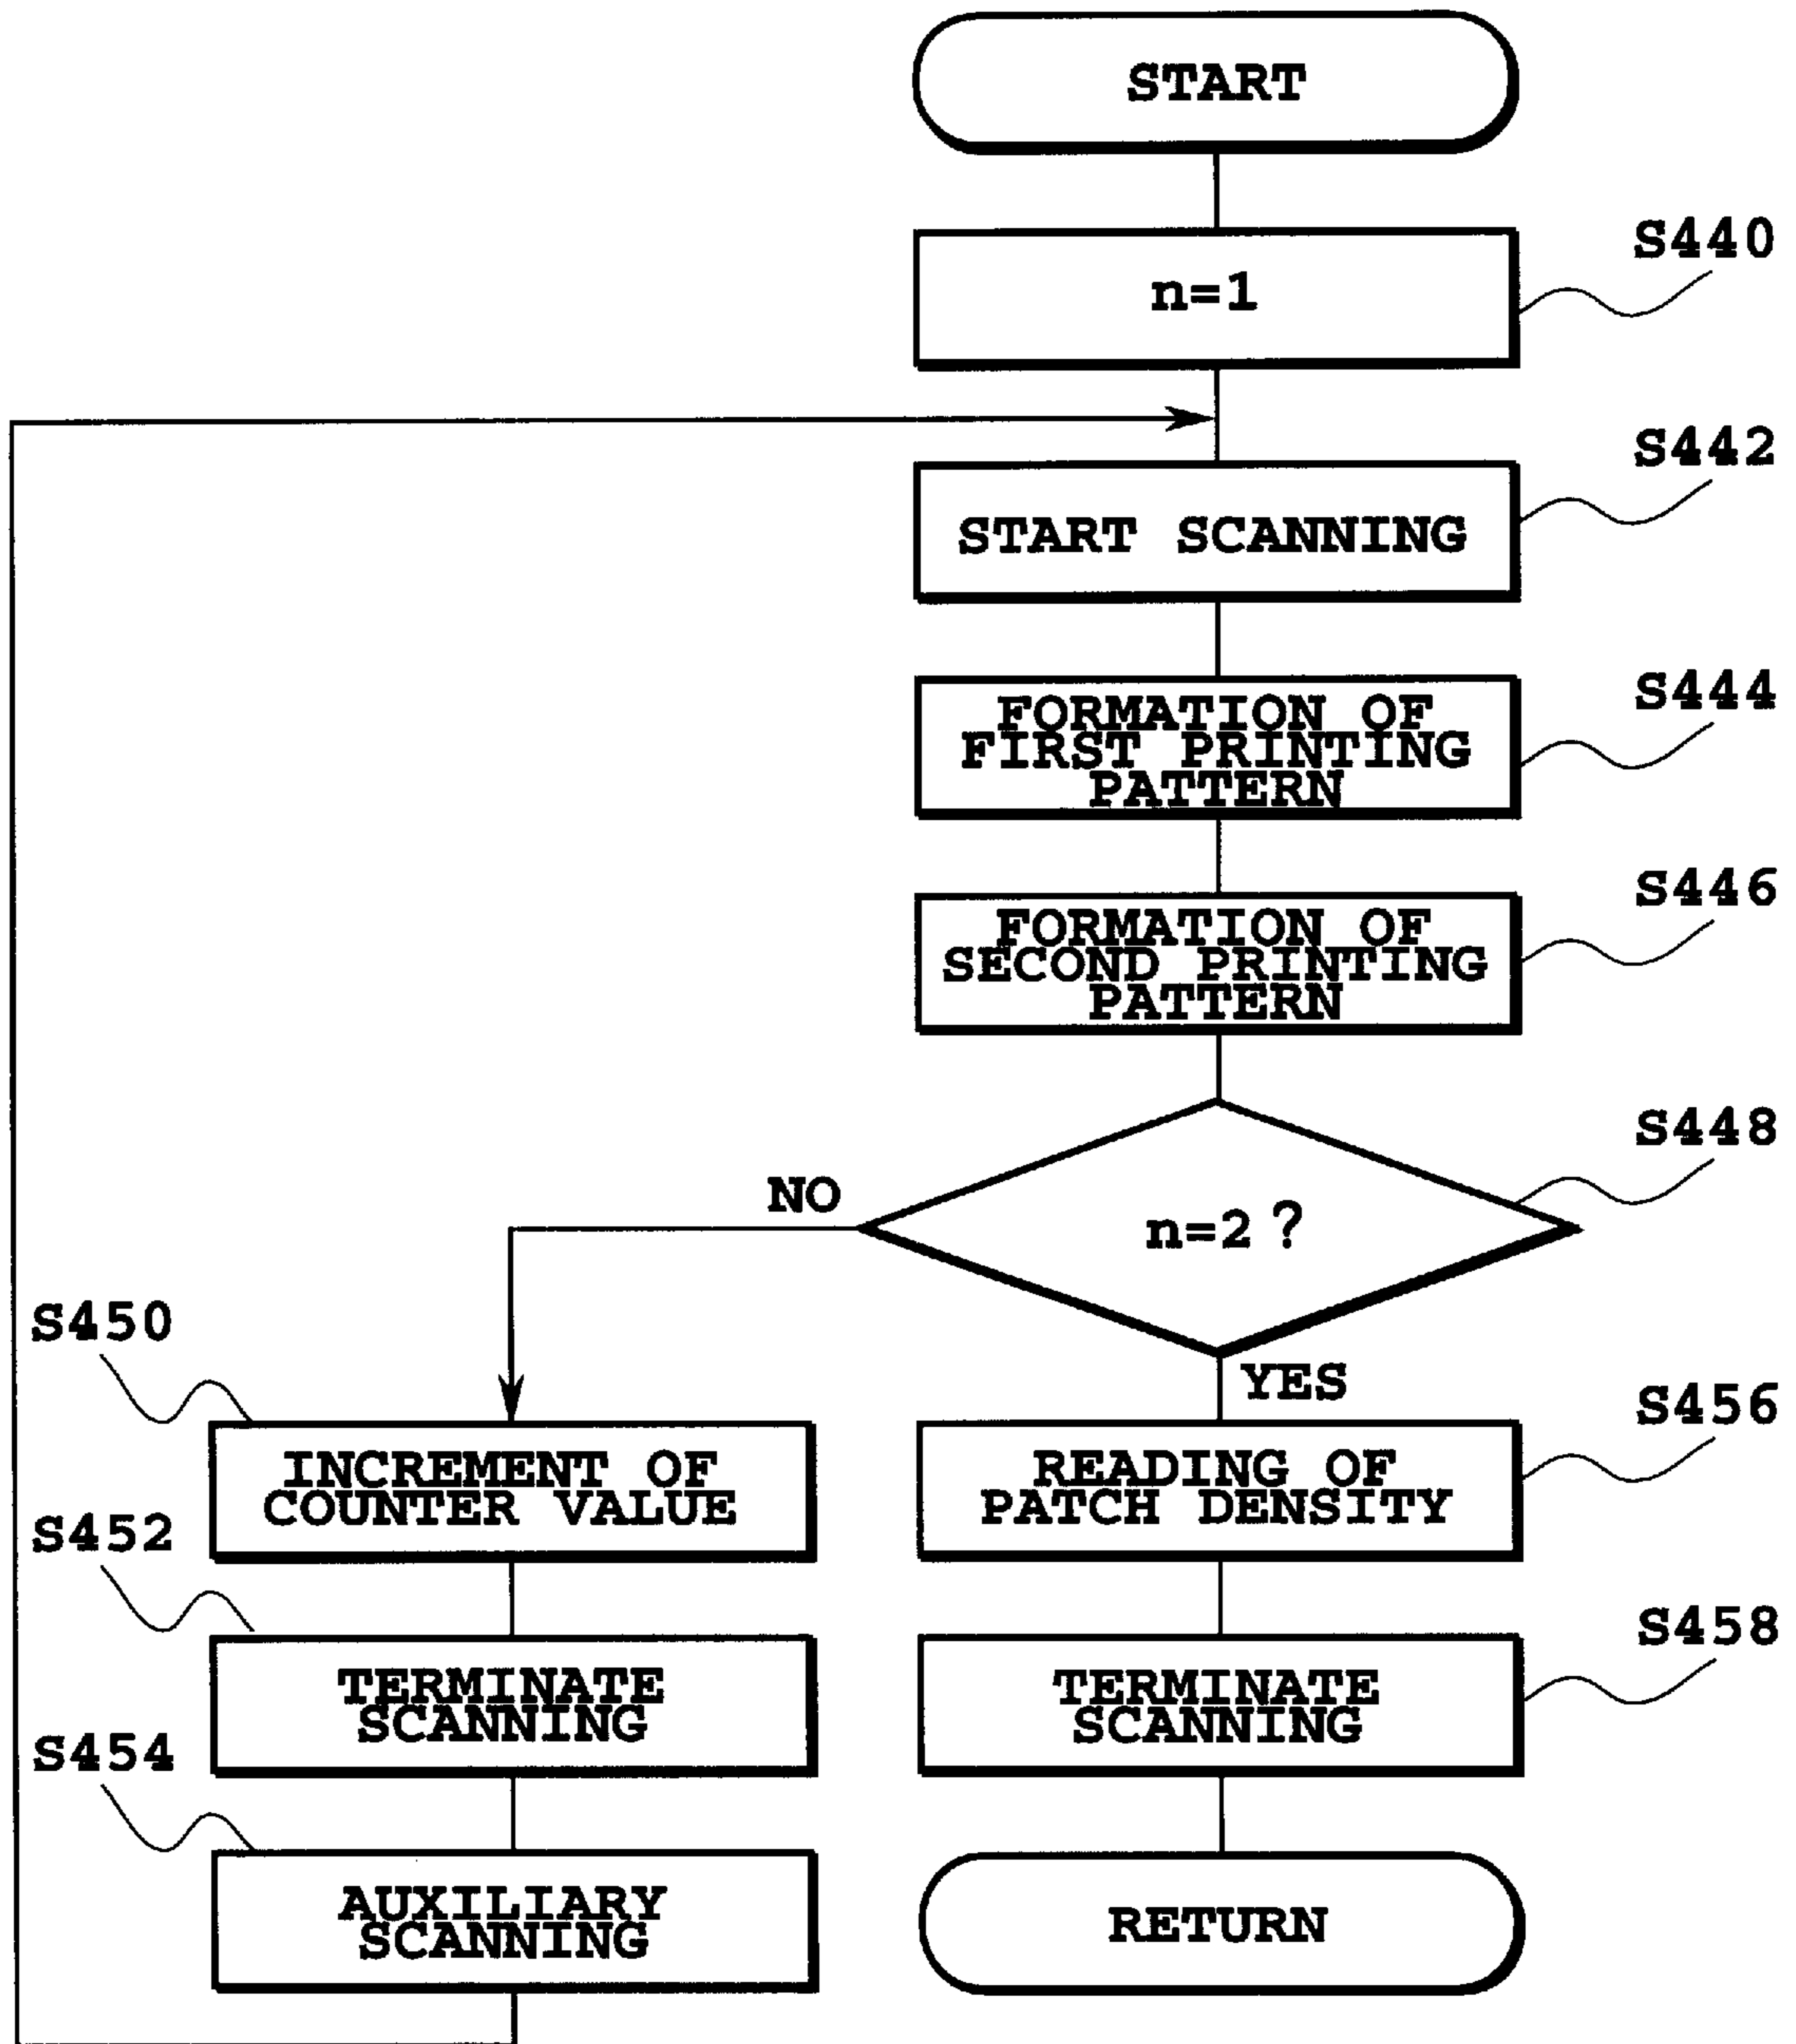 START
S440
n=1
S442
START SCANNING
S444
FORMATION OF
FIRST PRINTING
PATTERN
S446
FORMATION OF
SECOND PRINTING
PATTERN
S448
NO
n=2 ?
YES
S450
INCREMENT OF
COUNTER VALUE
S452
TERMINATE
SCANNING
S454
AUXILIARY
SCANNING
S456
READING OF
PATCH DENSITY
S458
TERMINATE
SCANNING
RETURN